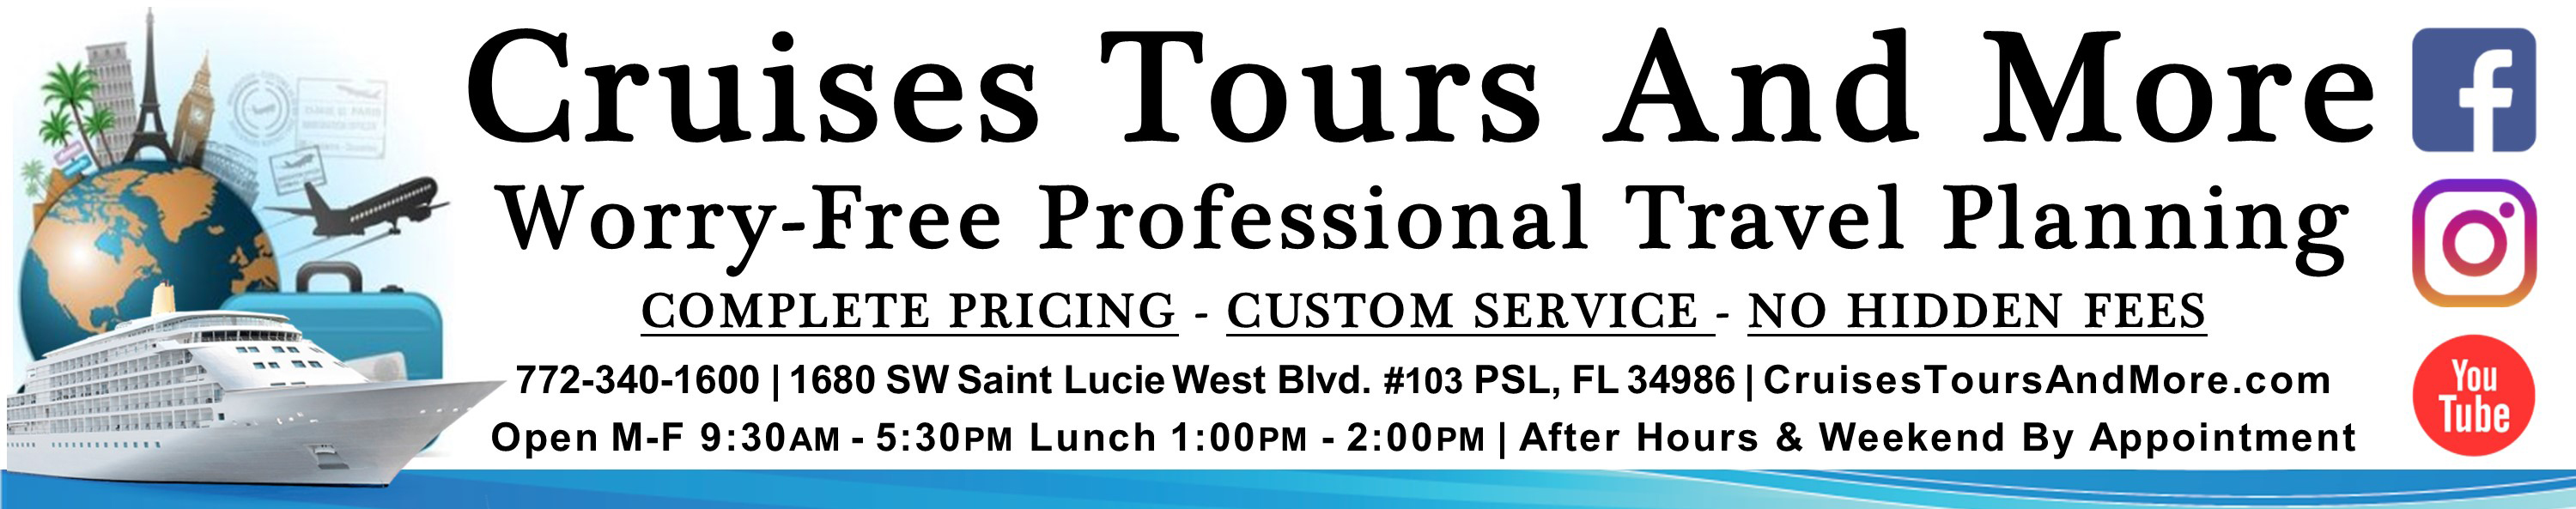 Cruises Tours And More
Worry-Free Professional Travel Planning
COMPLETE PRICING - CUSTOM SERVICE - NO HIDDEN FEES
772-340-1600 | 1680 SW Saint Lucie West Blvd. #103 PSL, FL 34986 | CruisesToursAndMore.com
Open M-F 9:30AM - 5:30PM Lunch 1:00PM - 2:00PM | After Hours & Weekend By Appointment
f
You
Tube